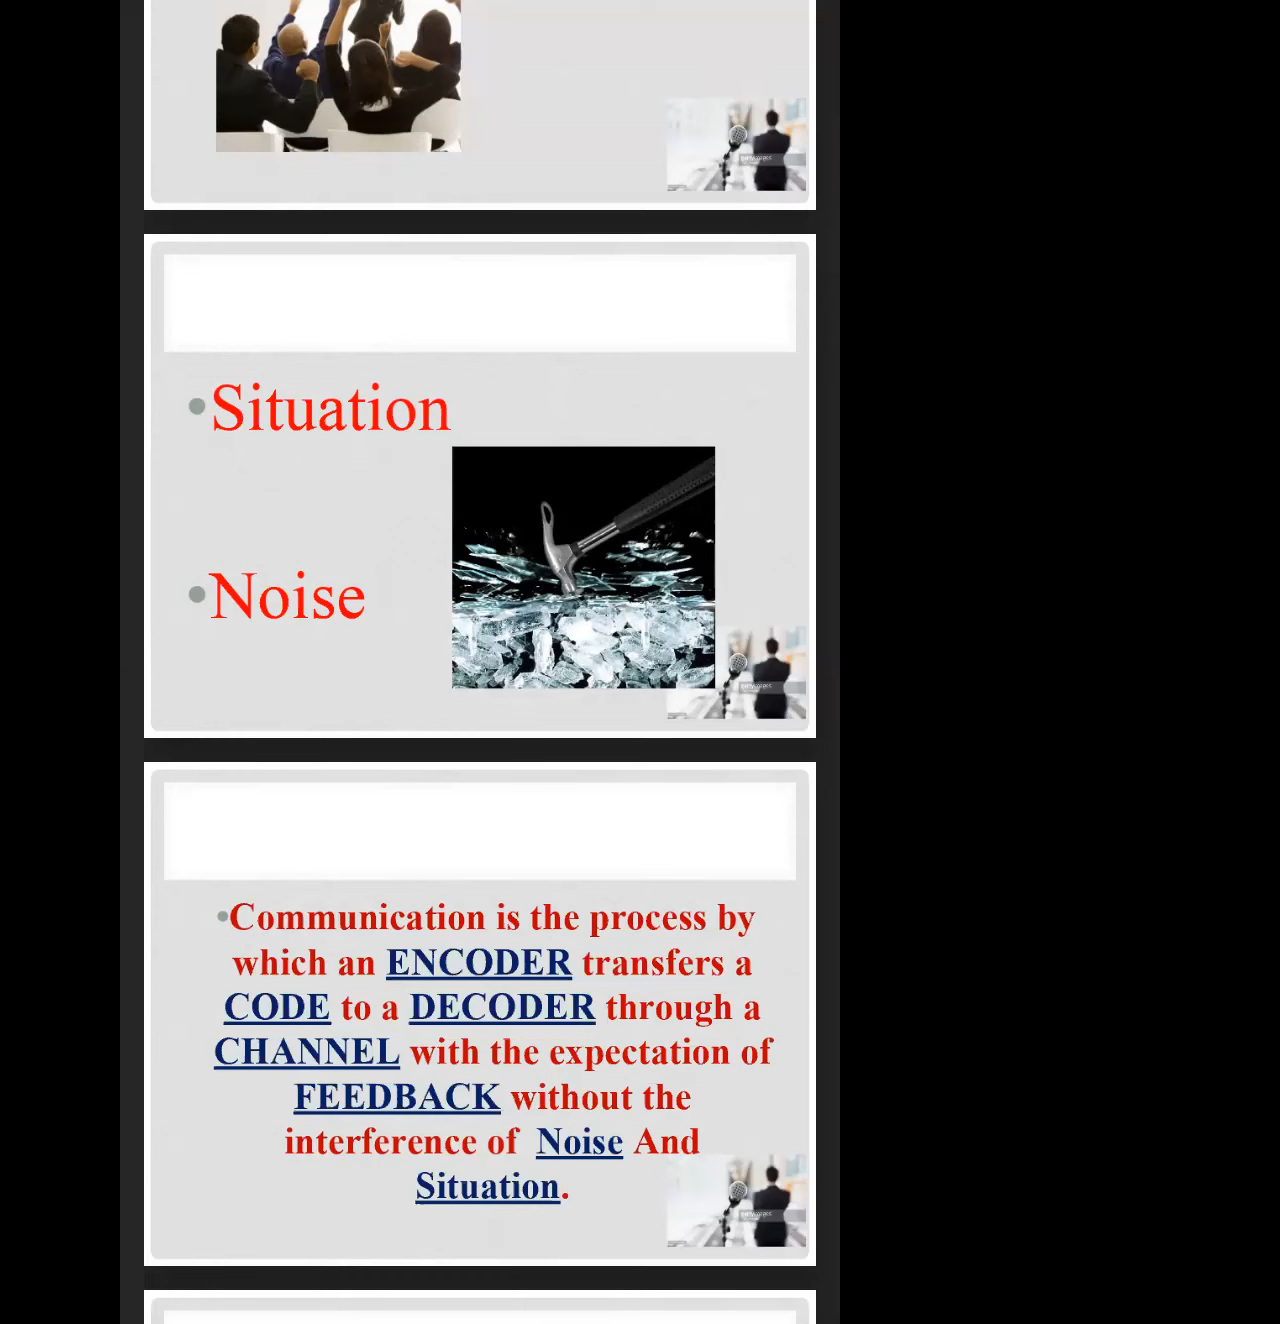 •Situation
•Noise
•Communication is the process by
which an ENCODER transfers a
CODE to a DECODER through a
CHANNEL with the expectation of
FEEDBACK without the
interference of Noise And
Situation.